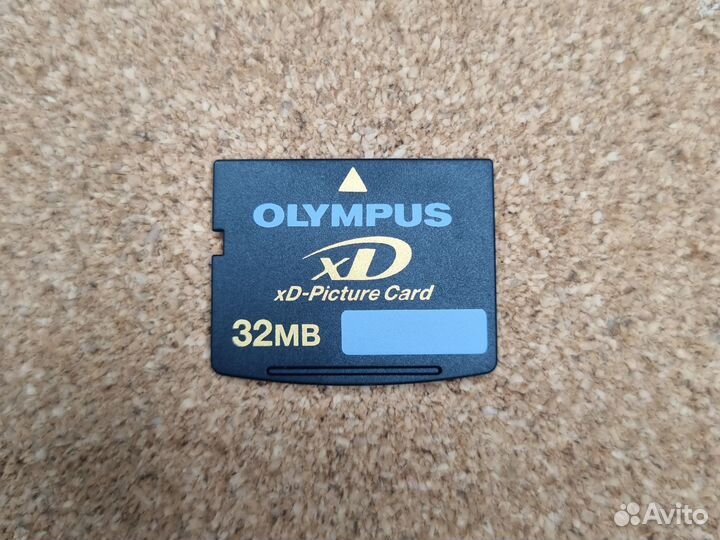 OLYMPUS
xD
xD-Picture Card
32MB
Avito